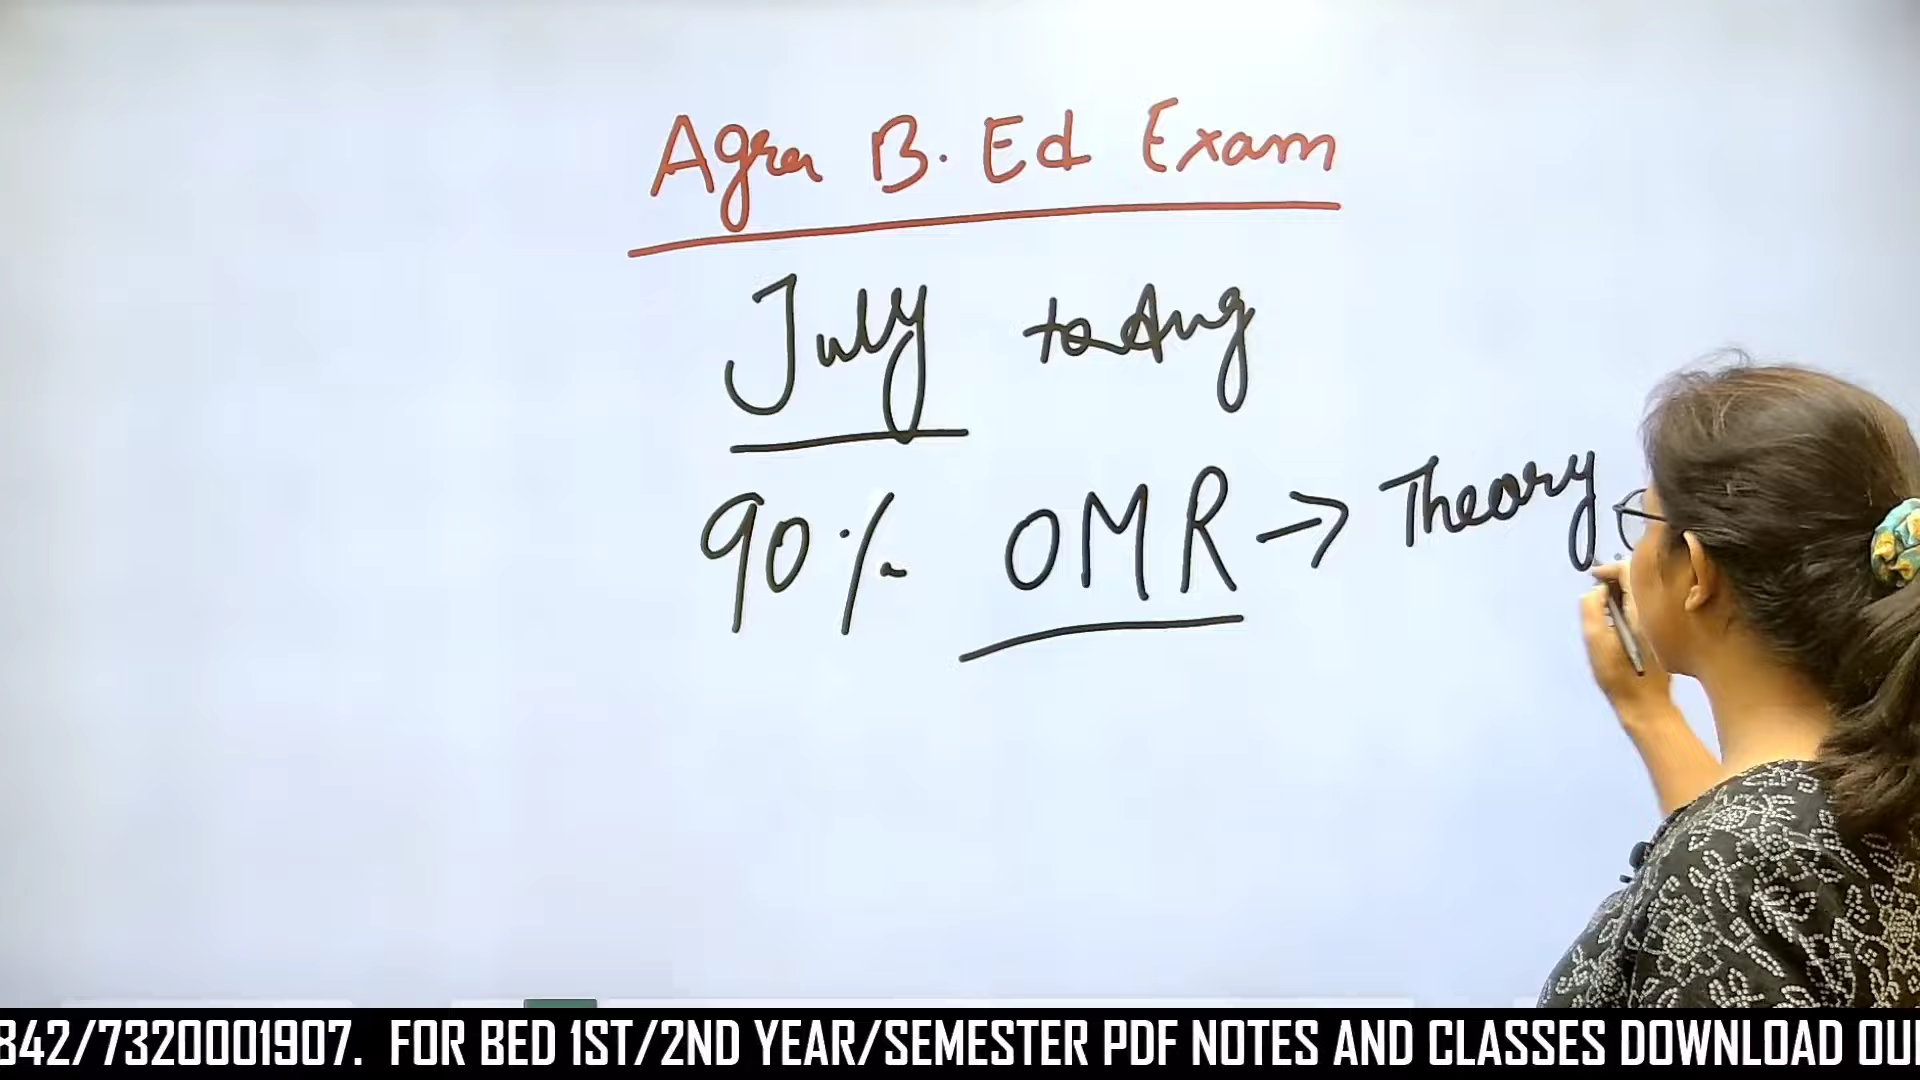 Agra B. Ed Exam
July to Aug
90% OMR → Theory
842/7320001907. FOR BED 1ST/2ND YEAR/SEMESTER PDF NOTES AND CLASSES DOWNLOAD OU